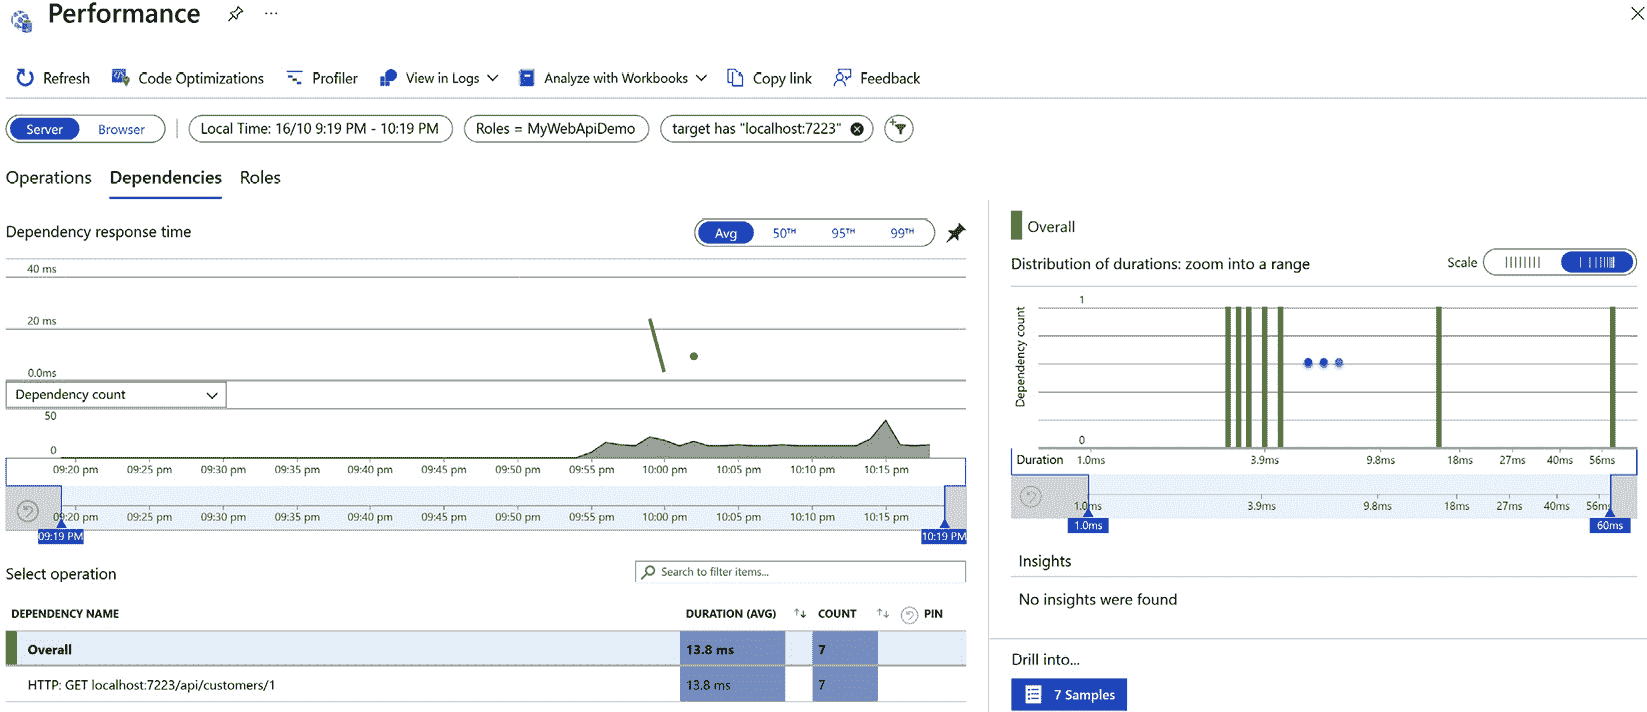 Performance
Refresh Code Optimizations Profiler View in Logs Analyze with Workbooks Copy link Feedback
Server Browser Local Time: 16/10 9:19 PM - 10:19 PM Roles = MyWebApiDemo target has "localhost:7223"
Operations Dependencies Roles
Dependency response time Avg 50TH 95TH 99TH
40 ms
20 ms
0.0ms
Dependency count
50
0
09:20 pm 09:25 pm 09:30 pm 09:35 pm 09:40 pm 09:45 pm 09:50 pm 09:55 pm 10:00 pm 10:05 pm 10:10 pm 10:15 pm
09:20 pm 09:25 pm 09:30 pm 09:35 pm 09:40 pm 09:45 pm 09:50 pm 09:55 pm 10:00 pm 10:05 pm 10:10 pm 10:15 pm
09:19 PM 10:19 PM
Select operation Search to filter items...
DEPENDENCY NAME DURATION (AVG) COUNT PIN
Overall 13.8 ms 7
HTTP: GET localhost:7223/api/customers/1 13.8 ms 7
Overall
Distribution of durations: zoom into a range Scale
Dependency count
1
0
Duration 1.0ms 3.9ms 9.8ms 18ms 27ms 40ms 56ms
1.0ms 3.9ms 9.8ms 18ms 27ms 40ms 56ms
1.0ms 60ms
Insights
No insights were found
Drill into...
7 Samples